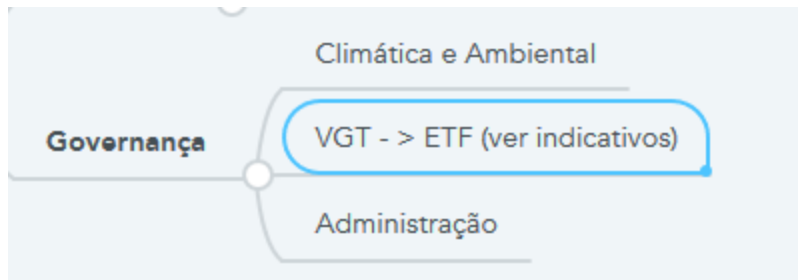 Climática e Ambiental
Governança
VGT - > ETF (ver indicativos)
Administração